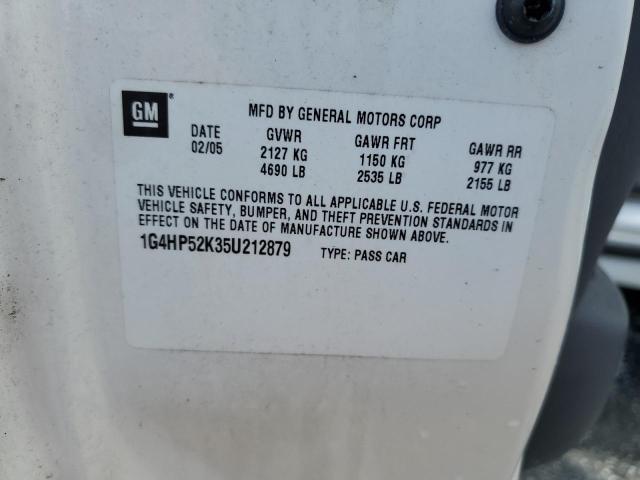 GM®
MFD BY GENERAL MOTORS CORP
DATE GVWR GAWR FRT GAWR RR
02/05 2127 KG 1150 KG 977 KG
4690 LB 2535 LB 2155 LB
THIS VEHICLE CONFORMS TO ALL APPLICABLE U.S. FEDERAL MOTOR
VEHICLE SAFETY, BUMPER, AND THEFT PREVENTION STANDARDS IN
EFFECT ON THE DATE OF MANUFACTURE SHOWN ABOVE.
1G4HP52K35U212879 TYPE: PASS CAR